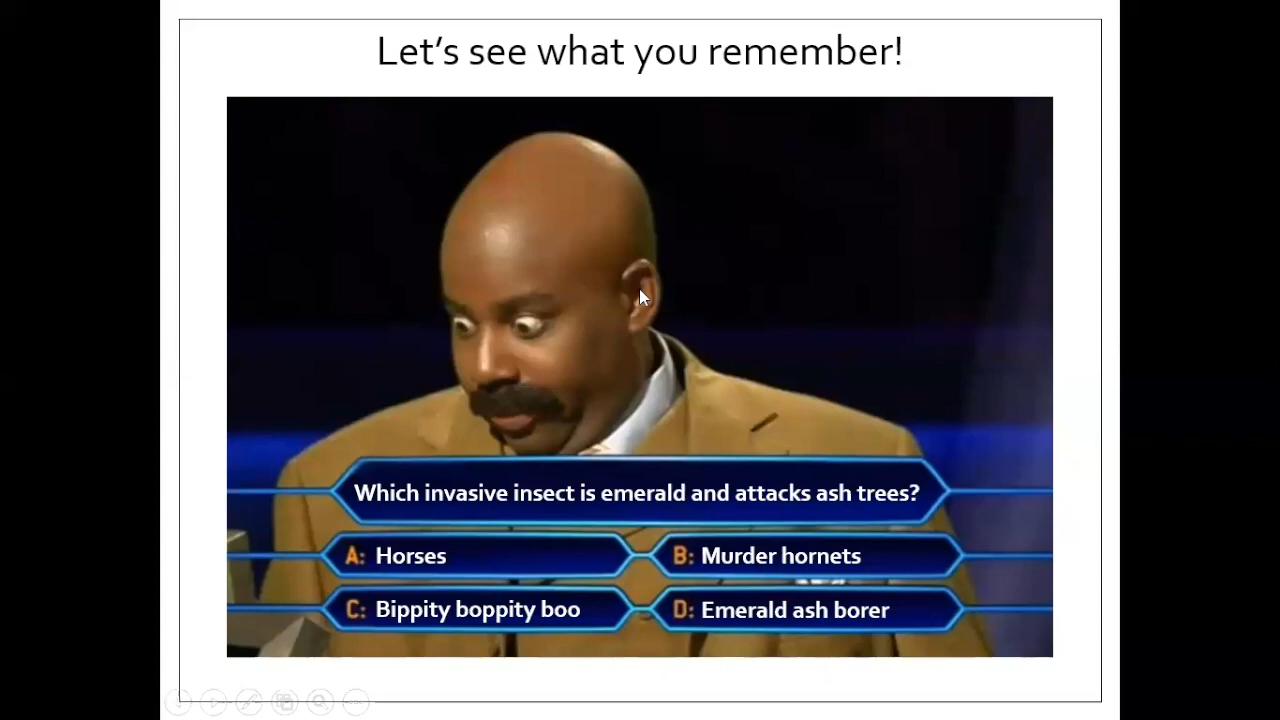 Let’s see what you remember!
Which invasive insect is emerald and attacks ash trees?
A: Horses
B: Murder hornets
C: Bippity boppity boo
D: Emerald ash borer